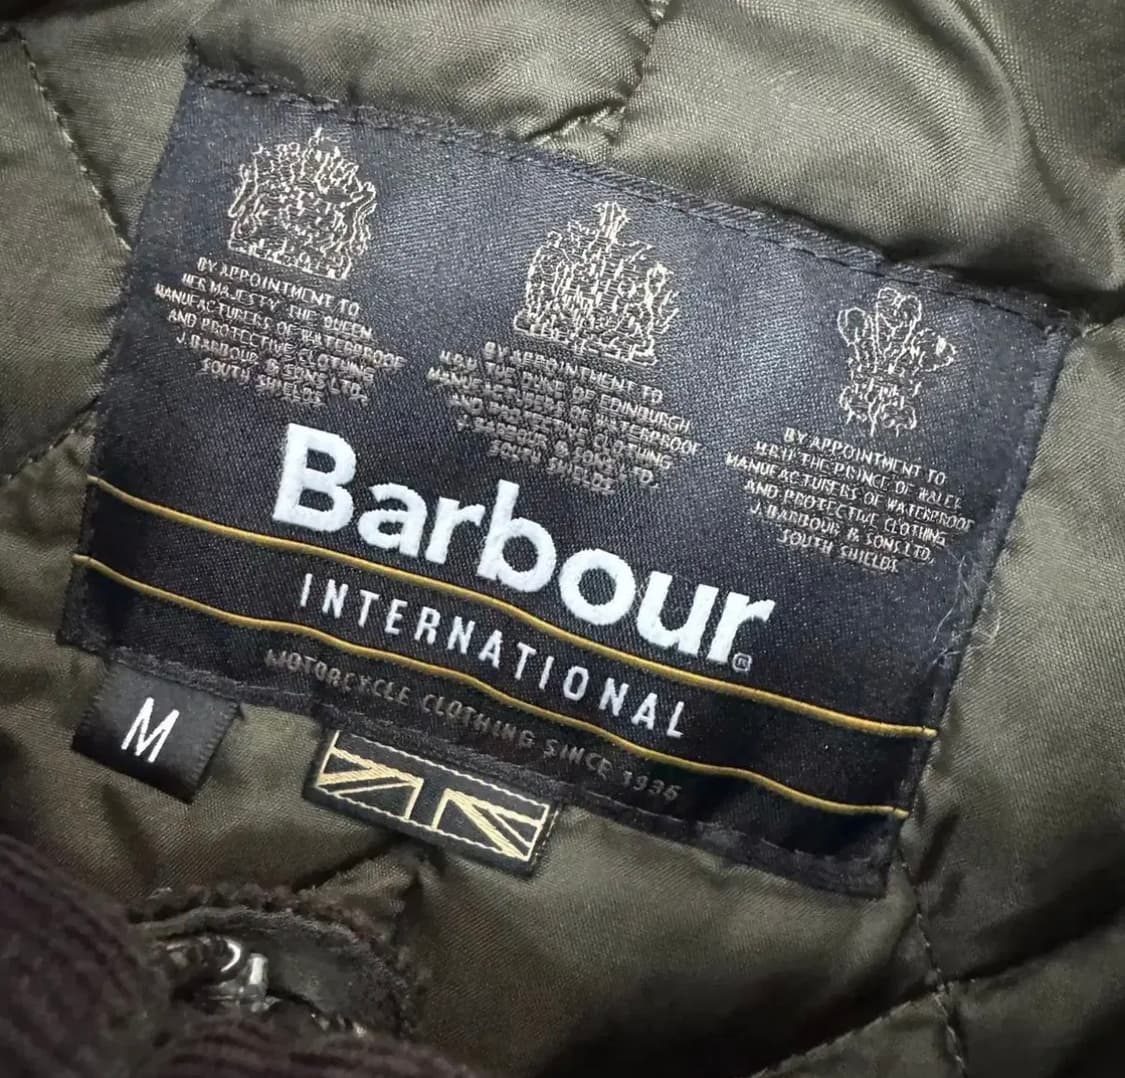 BY APPOINTMENT TO
HER MAJESTY THE QUEEN
MANUFACTURERS OF WATERPROOF
AND PROTECTIVE CLOTHING
J. BARBOUR & SONS LTD.
SOUTH SHIELDS
BY APPOINTMENT TO
H.R.H. THE DUKE OF EDINBURGH
MANUFACTURERS OF WATERPROOF
AND PROTECTIVE CLOTHING
J. BARBOUR & SONS LTD.
SOUTH SHIELDS
BY APPOINTMENT TO
H.R.H THE PRINCE OF WALES
MANUFACTURERS OF WATERPROOF
AND PROTECTIVE CLOTHING
J. BARBOUR & SONS LTD.
SOUTH SHIELDS
Barbour®
INTERNATIONAL
MOTORCYCLE CLOTHING SINCE 1936
M